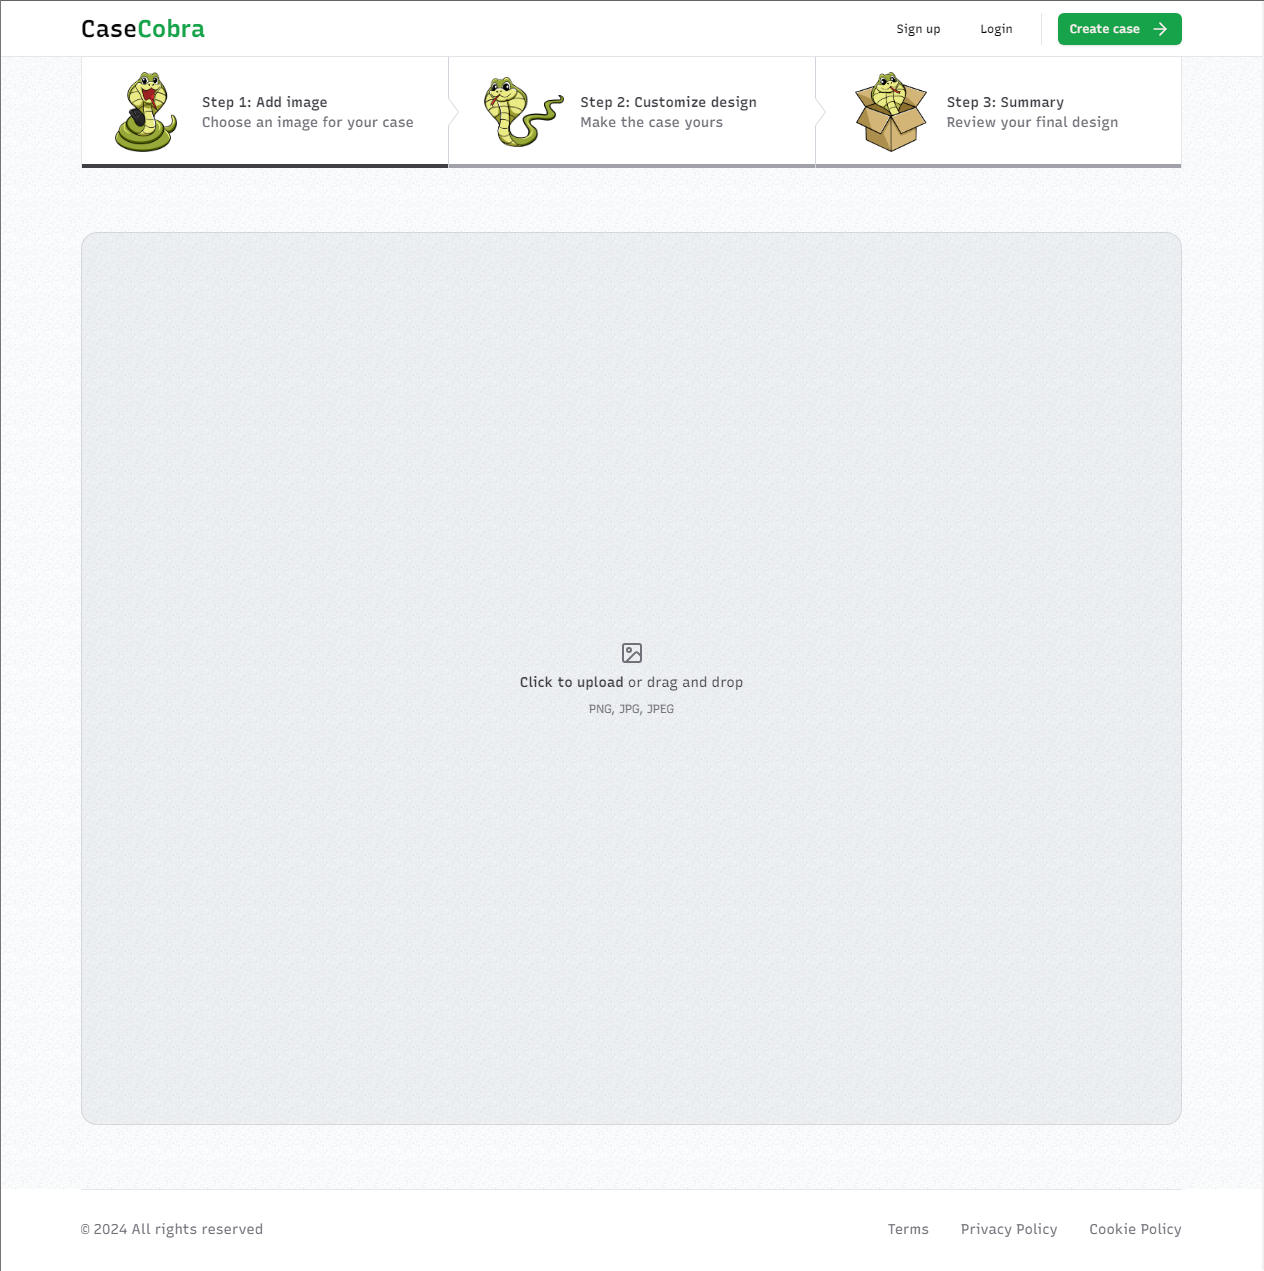 CaseCobra
Sign up
Login
Create case
Step 1: Add image
Choose an image for your case
Step 2: Customize design
Make the case yours
Step 3: Summary
Review your final design
Click to upload or drag and drop
PNG, JPG, JPEG
© 2024 All rights reserved
Terms
Privacy Policy
Cookie Policy